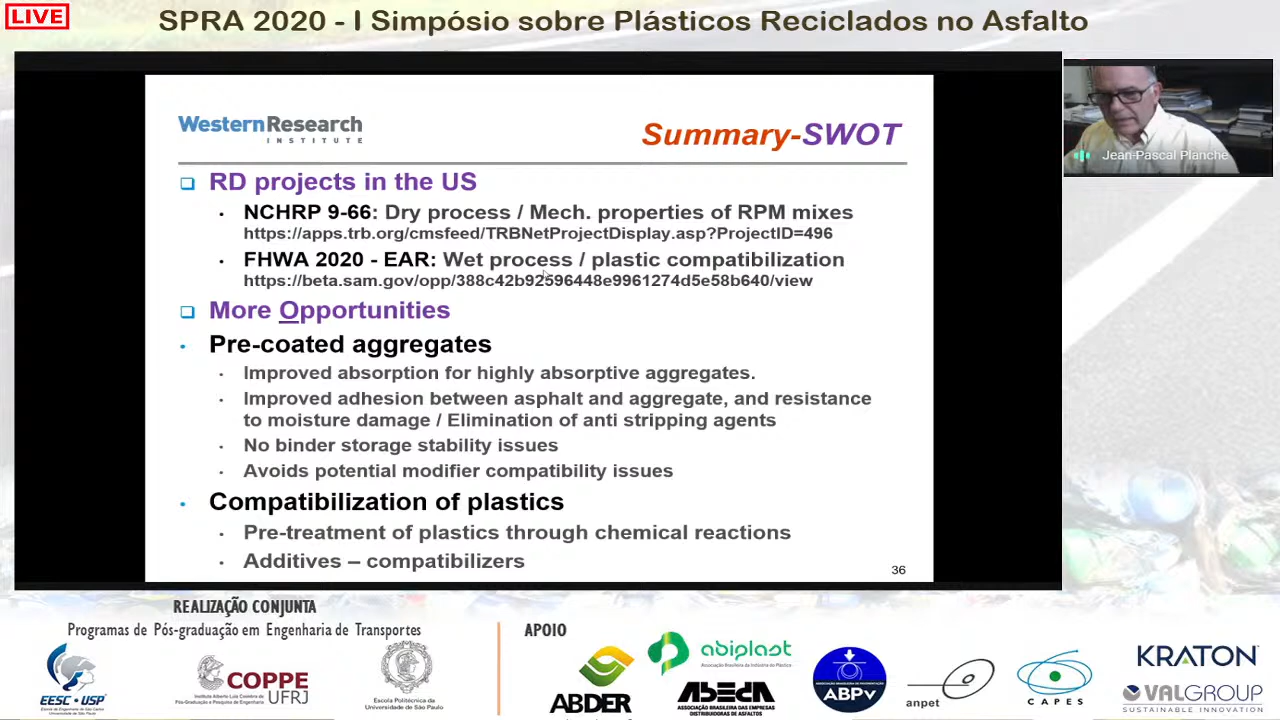 LIVE
SPRA 2020 - I Simpósio sobre Plásticos Reciclados no Asfalto
WesternResearch
INSTITUTE
Summary-SWOT
Jean-Pascal Planche
RD projects in the US
NCHRP 9-66: Dry process / Mech. properties of RPM mixes
https://apps.trb.org/cmsfeed/TRBNetProjectDisplay.asp?ProjectID=496
FHWA 2020 - EAR: Wet process / plastic compatibilization
https://beta.sam.gov/opp/388c42b92596448e9961274d5e58b640/view
More Opportunities
Pre-coated aggregates
Improved absorption for highly absorptive aggregates.
Improved adhesion between asphalt and aggregate, and resistance
to moisture damage / Elimination of anti stripping agents
No binder storage stability issues
Avoids potential modifier compatibility issues
Compatibilization of plastics
Pre-treatment of plastics through chemical reactions
Additives – compatibilizers
36
REALIZAÇÃO CONJUNTA
Programas de Pós-graduação em Engenharia de Transportes
EESC • USP
Escola de Engenharia de São Carlos
Universidade de São Paulo
COPPE
UFRJ
Instituto Alberto Luiz Coimbra de
Pós-Graduação e Pesquisa de Engenharia
Escola Politécnica da
Universidade de São Paulo
APOIO
ABDER
abiplast
Associação Brasileira da Indústria do Plástico
ABEDA
ASSOCIAÇÃO BRASILEIRA DAS EMPRESAS
DISTRIBUIDORAS DE ASFALTOS
ASSOCIAÇÃO BRASILEIRA DE PAVIMENTAÇÃO
ABPv
anpet
CAPES
KRATON
VALGROUP
SUSTAINABLE INNOVATION